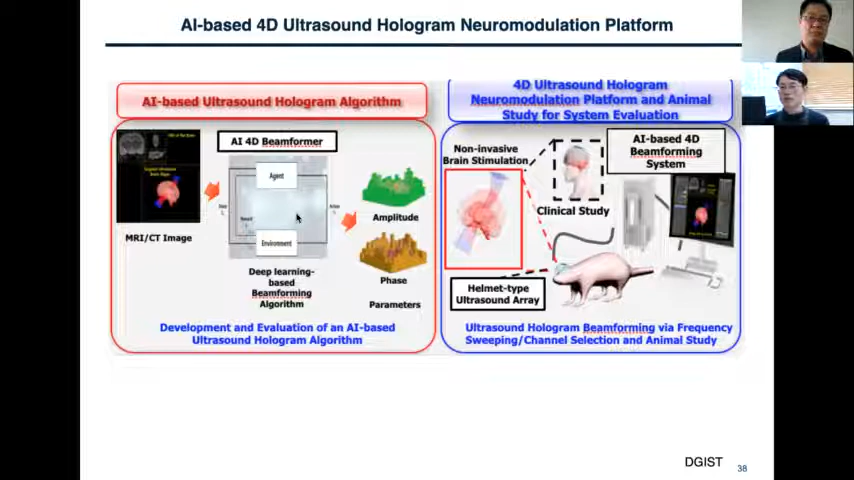 AI-based 4D Ultrasound Hologram Neuromodulation Platform
AI-based Ultrasound Hologram Algorithm
AI 4D Beamformer
Agent
Environment
MRI/CT Image
Deep learning-
based
Beamforming
Algorithm
Amplitude
Phase
Parameters
Development and Evaluation of an AI-based
Ultrasound Hologram Algorithm
4D Ultrasound Hologram
Neuromodulation Platform and Animal
Study for System Evaluation
Non-invasive
Brain Stimulation
Clinical Study
AI-based 4D
Beamforming
System
Helmet-type
Ultrasound Array
Ultrasound Hologram Beamforming via Frequency
Sweeping/Channel Selection and Animal Study
DGIST
38